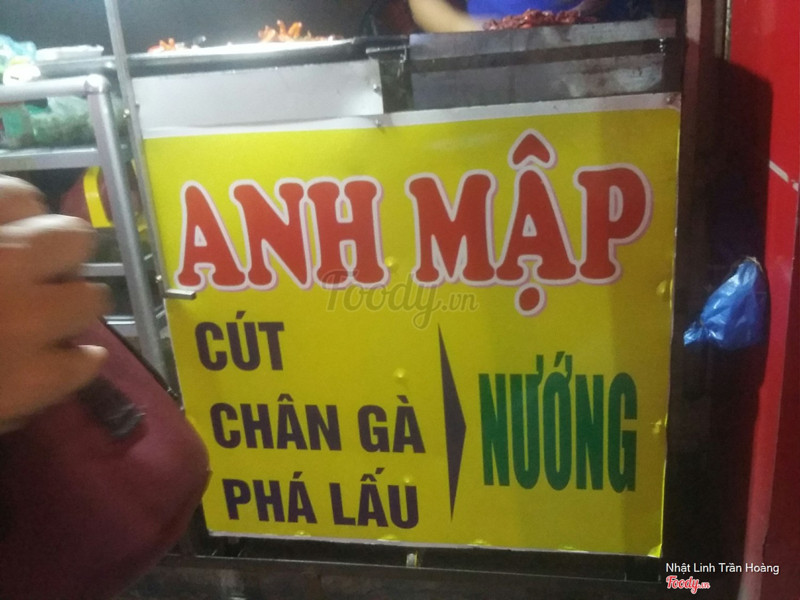 ANH MẬP
Foody.vn
CÚT
CHÂN GÀ
PHÁ LẤU
NƯỚNG
Nhật Linh Trần Hoàng
Foody.vn